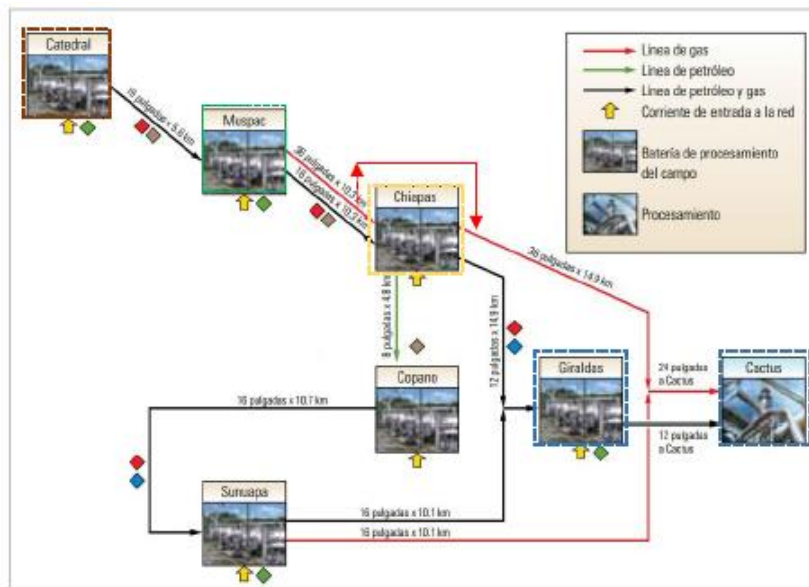 Catedral
16 pulgadas x 5.6 km
Muspac
36 pulgadas x 10.3 km
16 pulgadas x 10.3 km
Chiapas
36 pulgadas x 14.9 km
8 pulgadas x 4.8 km
12 pulgadas x 14.9 km
Copano
16 pulgadas x 10.7 km
Giraldas
24 pulgadas
a Cactus
Cactus
12 pulgadas
a Cactus
Sunuapa
16 pulgadas x 10.1 km
16 pulgadas x 10.1 km
Línea de gas
Línea de petróleo
Línea de petróleo y gas
Corriente de entrada a la red
Batería de procesamiento
del campo
Procesamiento